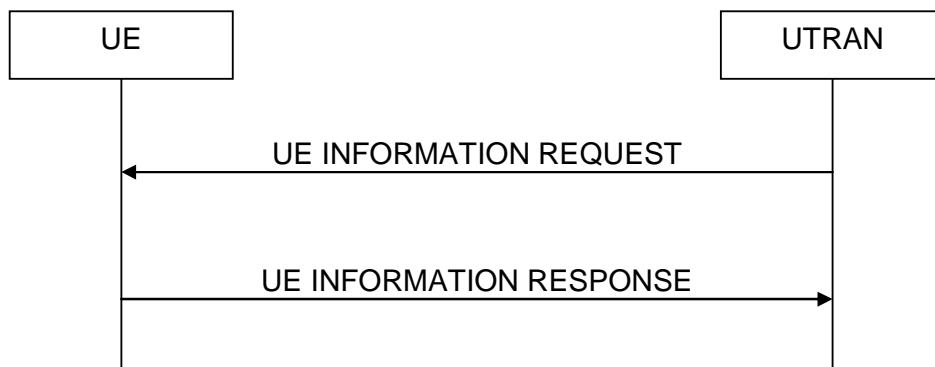 UE
UTRAN
UE INFORMATION REQUEST
UE INFORMATION RESPONSE